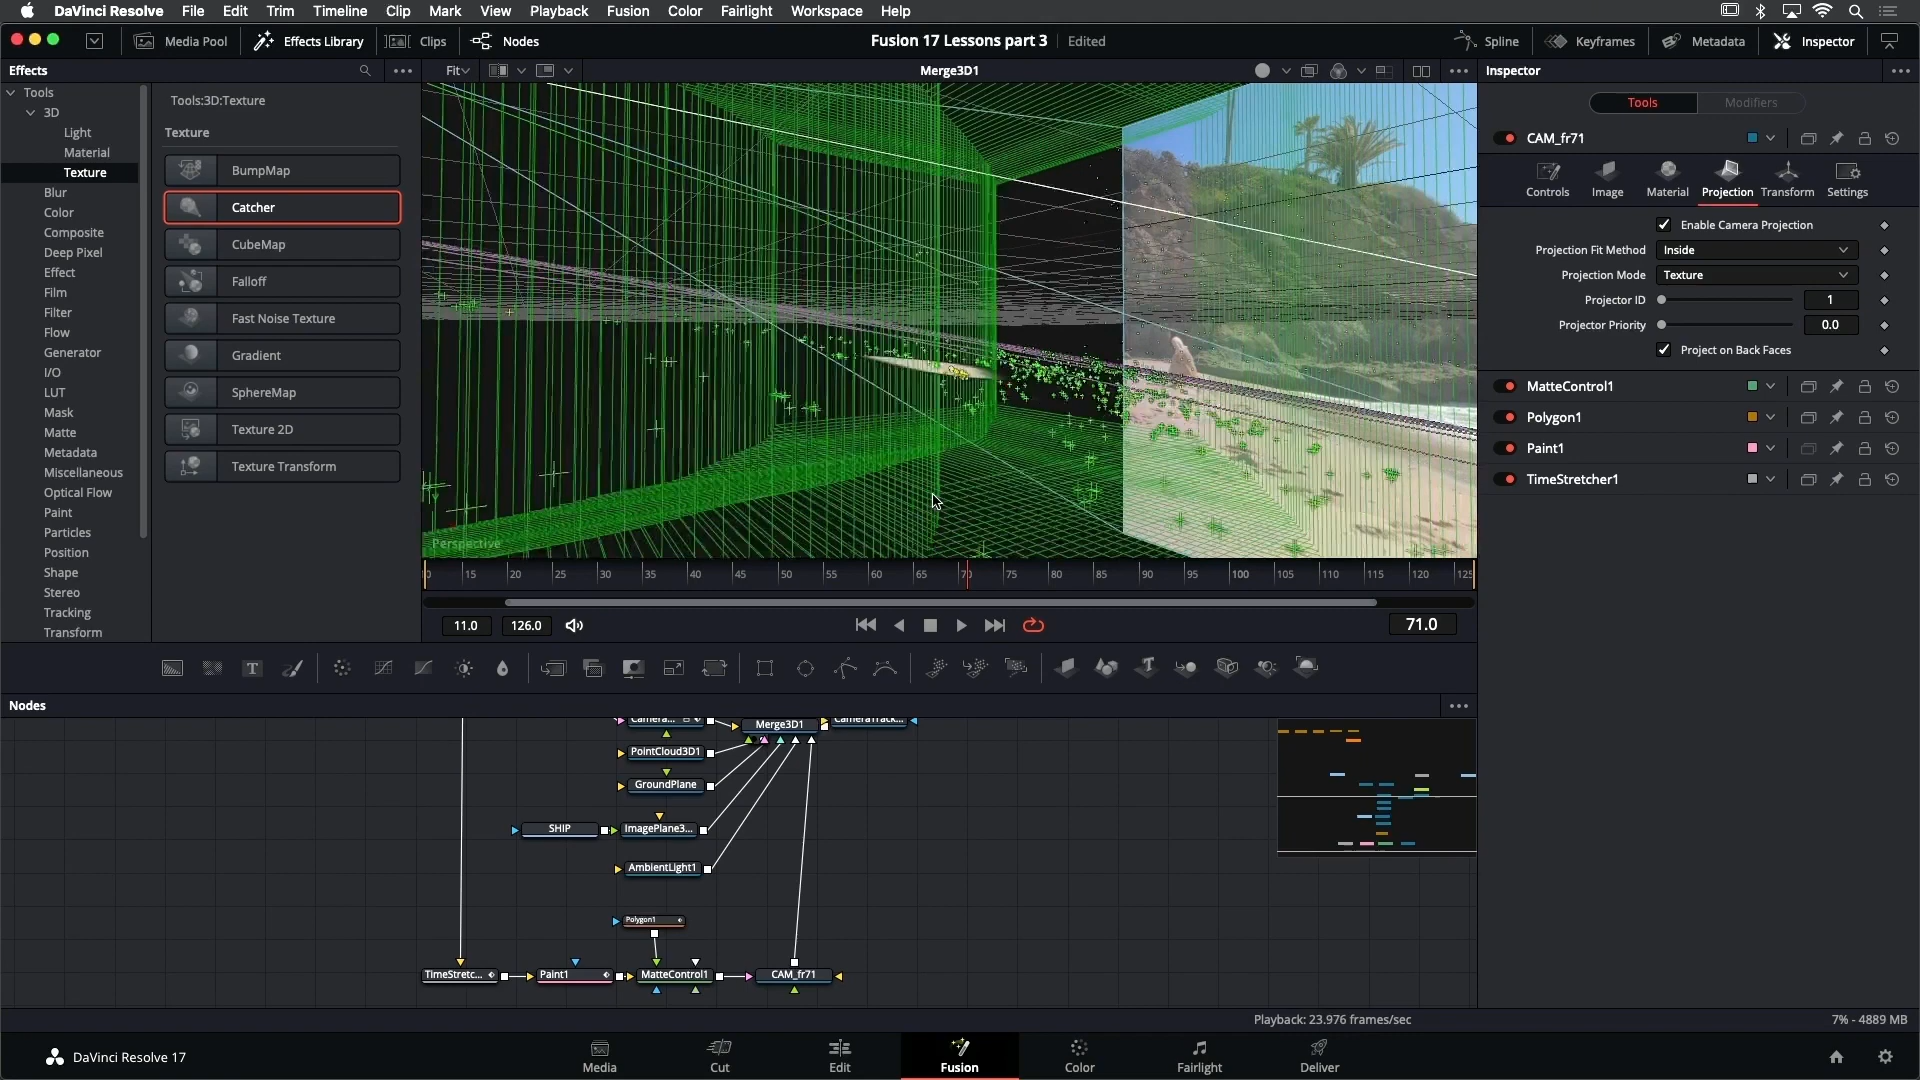 DaVinci Resolve File Edit Trim Timeline Clip Mark View Playback Fusion Color Fairlight Workspace Help
Media Pool Effects Library Clips Nodes Fusion 17 Lessons part 3 Edited Spline Keyframes Metadata Inspector
Effects Fit Merge3D1 Inspector
Tools
3D
Light
Material
Texture
Blur
Color
Composite
Deep Pixel
Effect
Film
Filter
Flow
Generator
I/O
LUT
Mask
Matte
Metadata
Miscellaneous
Optical Flow
Paint
Particles
Position
Shape
Stereo
Tracking
Transform
Tools:3D:Texture
Texture
BumpMap
Catcher
CubeMap
Falloff
Fast Noise Texture
Gradient
SphereMap
Texture 2D
Texture Transform
Perspective
15 20 25 30 35 40 45 50 55 60 65 70 75 80 85 90 95 100 105 110 115 120 125
11.0 126.0 71.0
Tools Modifiers
CAM_fr71
Controls Image Material Projection Transform Settings
Enable Camera Projection
Projection Fit Method Inside
Projection Mode Texture
Projector ID 1
Projector Priority 0.0
Project on Back Faces
MatteControl1
Polygon1
Paint1
TimeStretcher1
Nodes
Camera... Merge3D1 CameraTrack...
PointCloud3D1
GroundPlane
SHIP ImagePlane3...
AmbientLight1
Polygon1
TimeStretc... Paint1 MatteControl1 CAM_fr71
Playback: 23.976 frames/sec 7% - 4889 MB
DaVinci Resolve 17 Media Cut Edit Fusion Color Fairlight Deliver